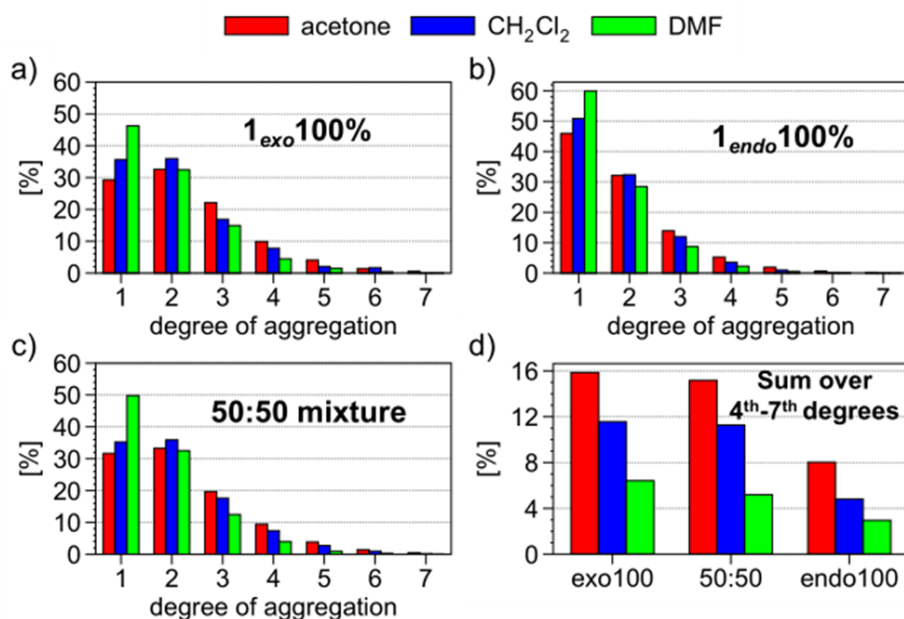 acetone CH₂Cl₂ DMF
a)
60
50
40
30
20
10
0
[%]
1exo100%
1 2 3 4 5 6 7
degree of aggregation
b)
60
50
40
30
20
10
0
[%]
1endo100%
1 2 3 4 5 6 7
degree of aggregation
c)
60
50
40
30
20
10
0
[%]
50:50 mixture
1 2 3 4 5 6 7
degree of aggregation
d)
16
12
8
4
0
[%]
Sum over
4th-7th degrees
exo100 50:50 endo100